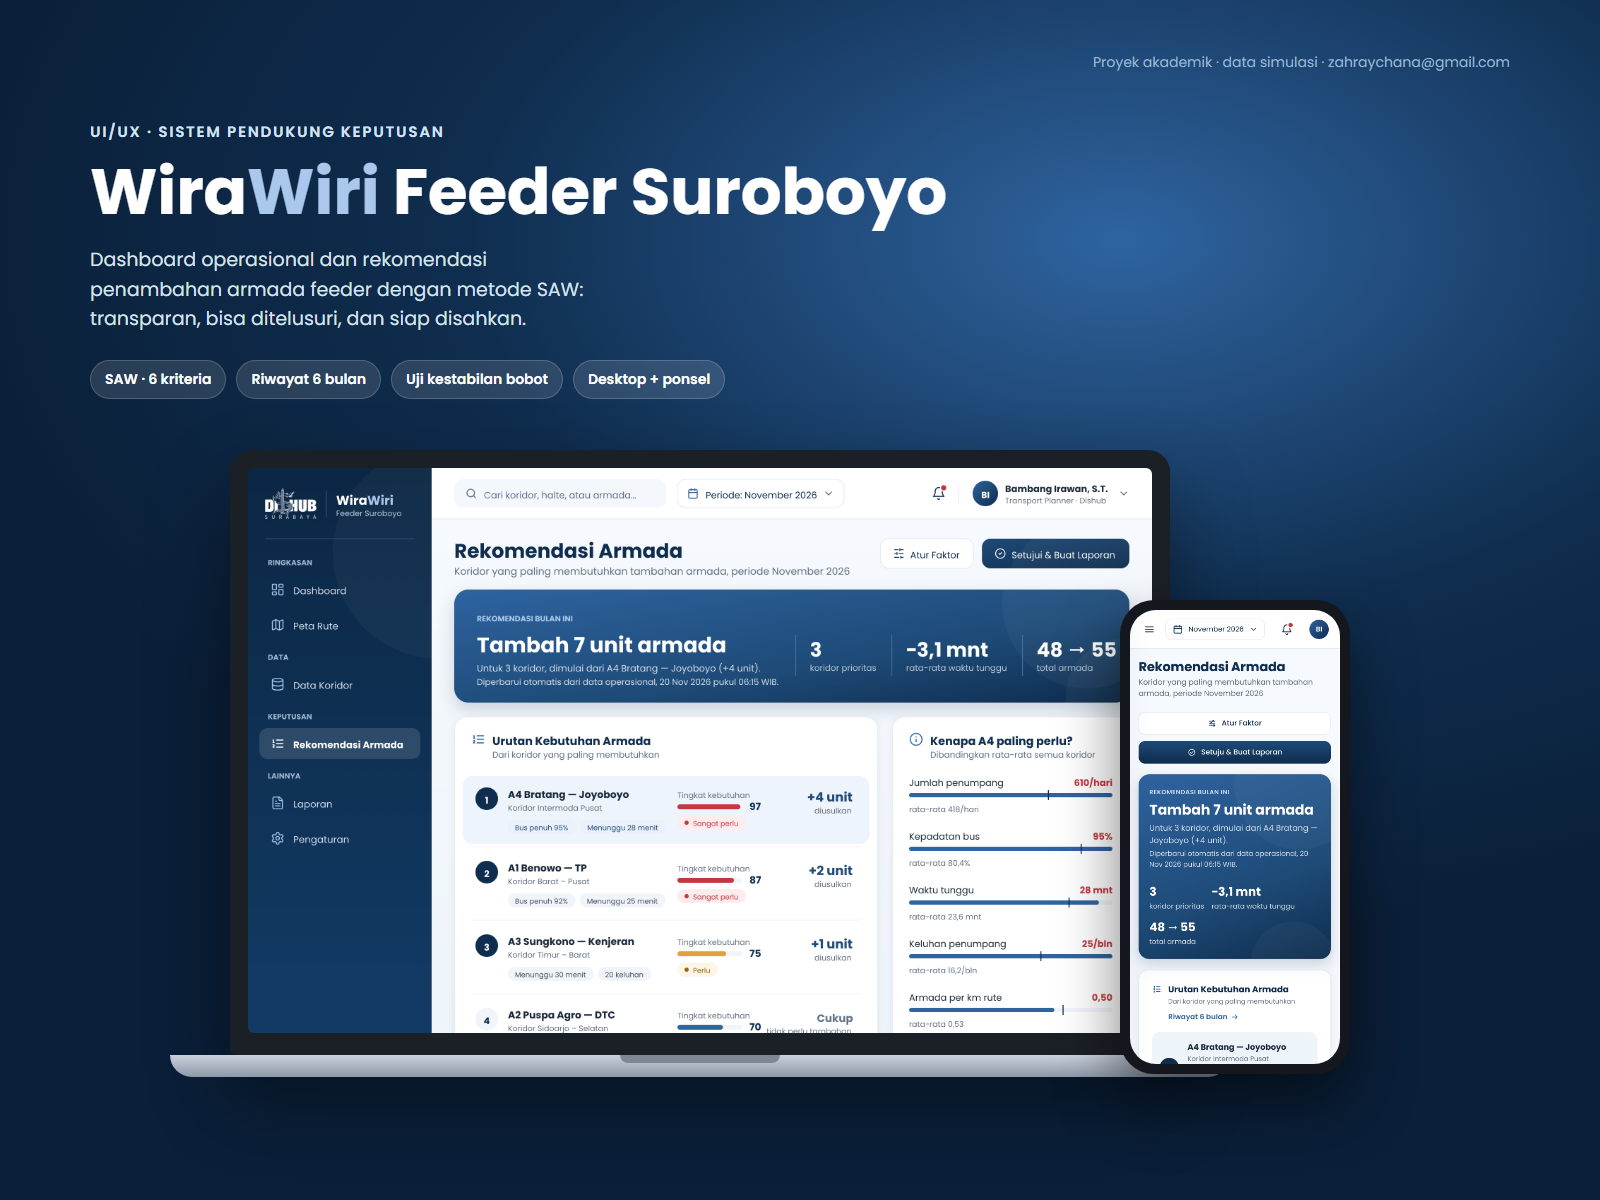 Proyek akademik · data simulasi · zahraychana@gmail.com
UI/UX · SISTEM PENDUKUNG KEPUTUSAN
WiraWiri Feeder Suroboyo
Dashboard operasional dan rekomendasi
penambahan armada feeder dengan metode SAW:
transparan, bisa ditelusuri, dan siap disahkan.
SAW · 6 kriteria
Riwayat 6 bulan
Uji kestabilan bobot
Desktop + ponsel
DISHUB
SURABAYA
WiraWiri
Feeder Suroboyo
RINGKASAN
Dashboard
Peta Rute
DATA
Data Koridor
KEPUTUSAN
Rekomendasi Armada
LAINNYA
Laporan
Pengaturan
Cari koridor, halte, atau armada...
Periode: November 2026
BI
Bambang Irawan, S.T.
Transport Planner · Dishub
Rekomendasi Armada
Koridor yang paling membutuhkan tambahan armada, periode November 2026
Atur Faktor
Setujui & Buat Laporan
REKOMENDASI BULAN INI
Tambah 7 unit armada
Untuk 3 koridor, dimulai dari A4 Bratang — Joyoboyo (+4 unit).
Diperbarui otomatis dari data operasional, 20 Nov 2026 pukul 06:15 WIB.
3
koridor prioritas
-3,1 mnt
rata-rata waktu tunggu
48 → 55
total armada
Urutan Kebutuhan Armada
Dari koridor yang paling membutuhkan
1
A4 Bratang — Joyoboyo
Koridor Intermoda Pusat
Bus penuh 95%
Menunggu 28 menit
Tingkat kebutuhan
97
Sangat perlu
+4 unit
diusulkan
2
A1 Benowo — TP
Koridor Barat – Pusat
Bus penuh 92%
Menunggu 25 menit
Tingkat kebutuhan
87
Sangat perlu
+2 unit
diusulkan
3
A3 Sungkono — Kenjeran
Koridor Timur – Barat
Menunggu 30 menit
20 keluhan
Tingkat kebutuhan
75
Perlu
+1 unit
diusulkan
4
A2 Puspa Agro — DTC
Koridor Sidoarjo – Selatan
Tingkat kebutuhan
70
Cukup
tidak perlu tambahan
Kenapa A4 paling perlu?
Dibandingkan rata-rata semua koridor
Jumlah penumpang
610/hari
rata-rata 418/hari
Kepadatan bus
95%
rata-rata 80,4%
Waktu tunggu
28 mnt
rata-rata 23,6 mnt
Keluhan penumpang
25/bln
rata-rata 16,2/bln
Armada per km rute
0,50
rata-rata 0,53
November 2026
BI
Rekomendasi Armada
Koridor yang paling membutuhkan tambahan
armada, periode November 2026
Atur Faktor
Setuju & Buat Laporan
REKOMENDASI BULAN INI
Tambah 7 unit armada
Untuk 3 koridor, dimulai dari A4 Bratang —
Joyoboyo (+4 unit).
Diperbarui otomatis dari data operasional, 20
Nov 2026 pukul 06:15 WIB.
3
koridor prioritas
-3,1 mnt
rata-rata waktu tunggu
48 → 55
total armada
Urutan Kebutuhan Armada
Dari koridor yang paling membutuhkan
Riwayat 6 bulan →
A4 Bratang — Joyoboyo
Koridor Intermoda Pusat